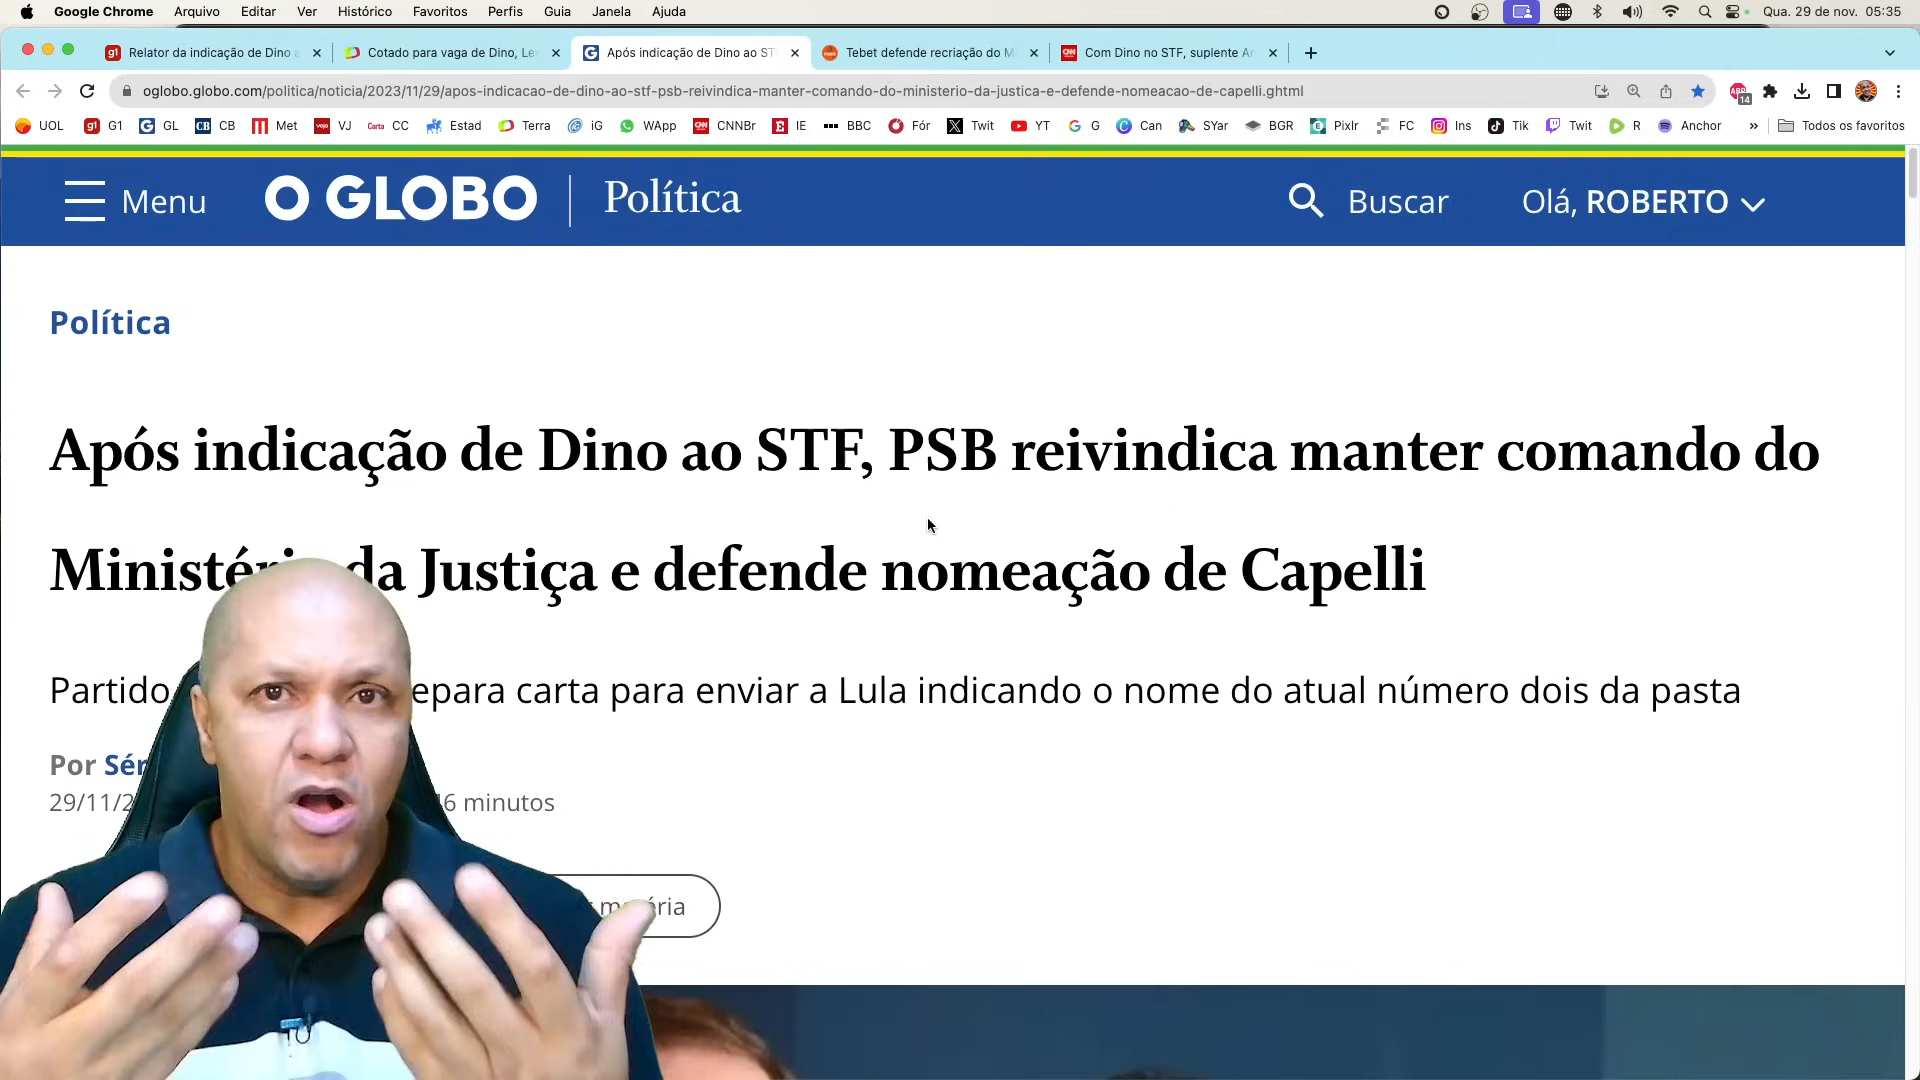 Google Chrome Arquivo Editar Ver Histórico Favoritos Perfis Guia Janela Ajuda Qua. 29 de nov. 05:35
Relator da indicação de Dino a Cotado para vaga de Dino, Le Após indicação de Dino ao ST Tebet defende recriação do M Com Dino no STF, suplente An
oglobo.globo.com/politica/noticia/2023/11/29/apos-indicacao-de-dino-ao-stf-psb-reivindica-manter-comando-do-ministerio-da-justica-e-defende-nomeacao-de-capelli.ghtml
UOL G1 GL CB Met VJ CC Estad Terra iG WApp CNNBr IE BBC Fór Twit YT G Can SYar BGR Pixlr FC Ins Tik Twit R Anchor Todos os favoritos
Menu O GLOBO Política Buscar Olá, ROBERTO
Política
Após indicação de Dino ao STF, PSB reivindica manter comando do
Ministério da Justiça e defende nomeação de Capelli
Partido epara carta para enviar a Lula indicando o nome do atual número dois da pasta
Por Sér
29/11/2 6 minutos